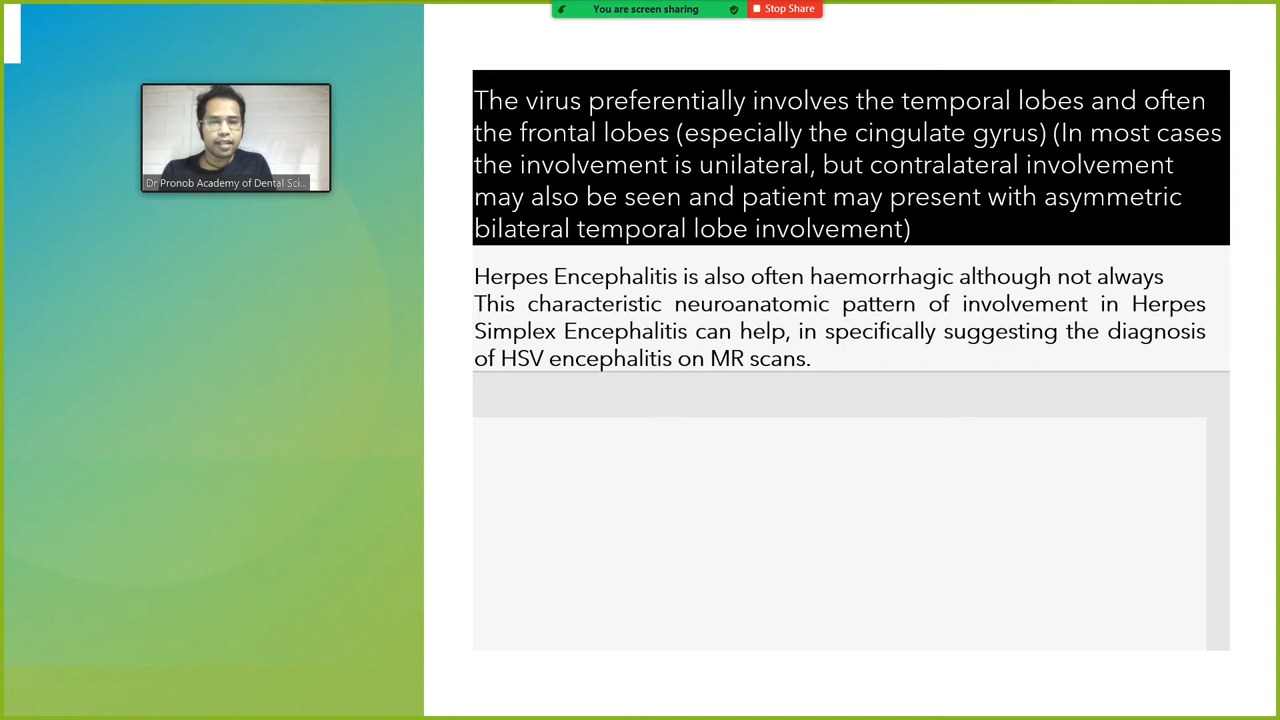 You are screen sharing
Stop Share
The virus preferentially involves the temporal lobes and often
the frontal lobes (especially the cingulate gyrus) (In most cases
the involvement is unilateral, but contralateral involvement
may also be seen and patient may present with asymmetric
bilateral temporal lobe involvement)
Dr Pronob Academy of Dental Sci...
Herpes Encephalitis is also often haemorrhagic although not always
This characteristic neuroanatomic pattern of involvement in Herpes
Simplex Encephalitis can help, in specifically suggesting the diagnosis
of HSV encephalitis on MR scans.